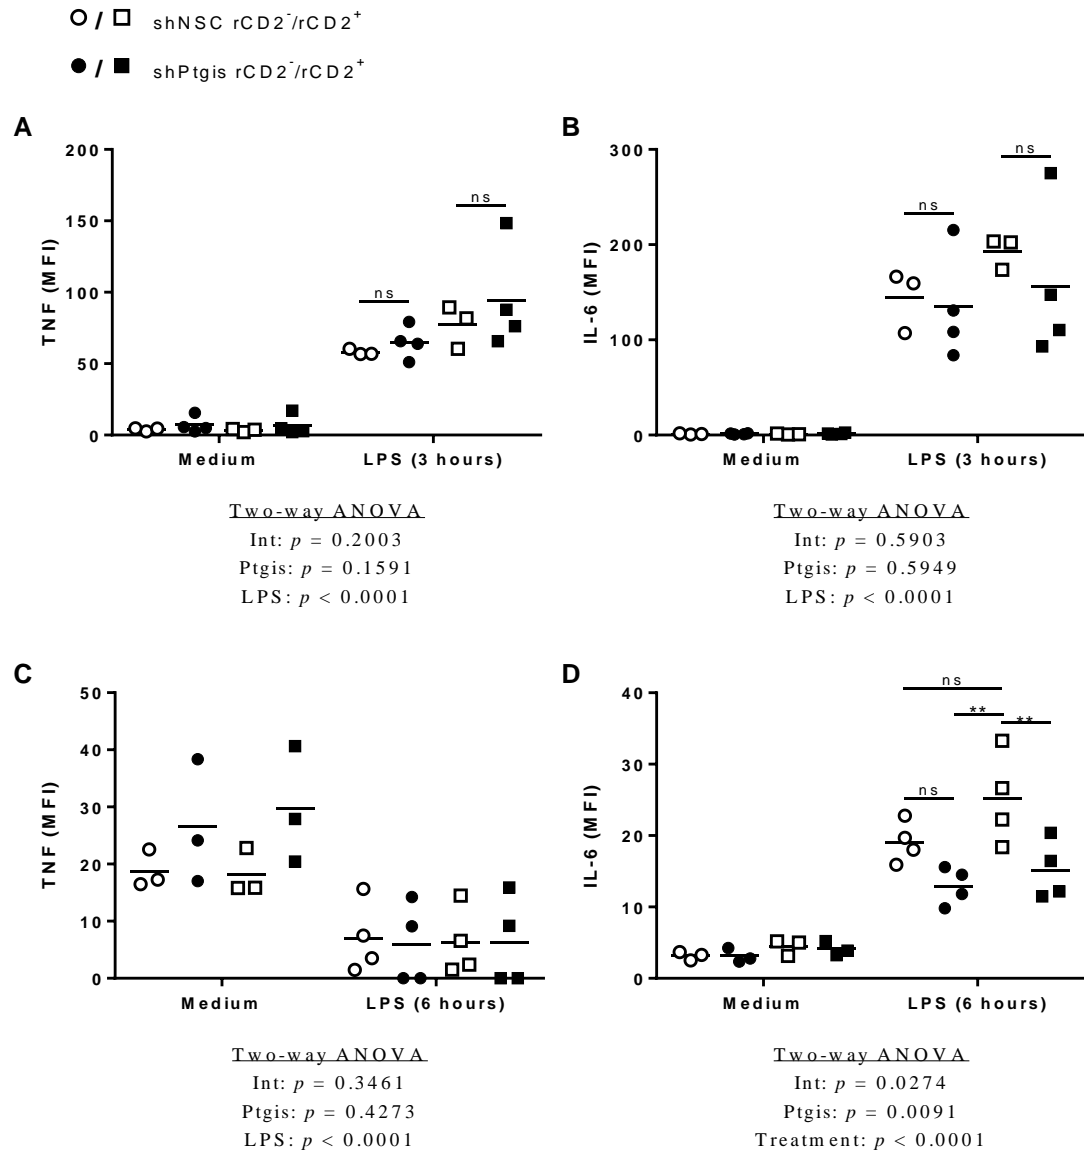 / shNSC rCD2-/rCD2+
/ shPtgis rCD2-/rCD2+
A
TNF (MFI)
200
150
100
50
0
ns
ns
Medium
LPS (3 hours)
Two-way ANOVA
Int: p = 0.2003
Ptgis: p = 0.1591
LPS: p < 0.0001
B
IL-6 (MFI)
300
200
100
0
ns
ns
Medium
LPS (3 hours)
Two-way ANOVA
Int: p = 0.5903
Ptgis: p = 0.5949
LPS: p < 0.0001
C
TNF (MFI)
50
40
30
20
10
0
Medium
LPS (6 hours)
Two-way ANOVA
Int: p = 0.3461
Ptgis: p = 0.4273
LPS: p < 0.0001
D
IL-6 (MFI)
40
30
20
10
0
ns
**
**
ns
Medium
LPS (6 hours)
Two-way ANOVA
Int: p = 0.0274
Ptgis: p = 0.0091
Treatment: p < 0.0001